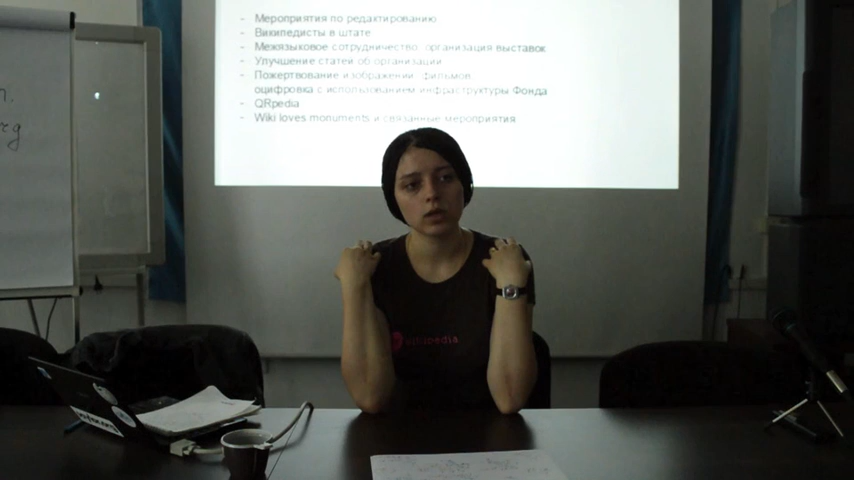 - Мероприятия по редактированию
- Википедисты в штате
- Межязыковое сотрудничество, организация выставок
- Улучшение статей об организации
- Пожертвование изображений, фильмов,
оцифровка с использованием инфраструктуры Фонда
- QRpedia
- Wiki loves monuments и связанные мероприятия
wikipedia